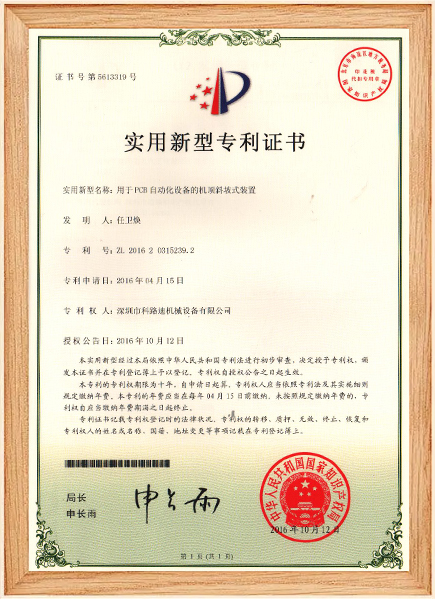 证书号第5613319号
实用新型专利证书
实用新型名称：用于PCB自动化设备的机顶斜坡式装置
发明人：任卫焕
专利号：ZL 2016 2 0315239.2
专利申请日：2016年04月15日
专利权人：深圳市科路迪机械设备有限公司
授权公告日：2016年10月12日
本实用新型经过本局依照中华人民共和国专利法进行初步审查，决定授予专利权，颁
发本证书并在专利登记簿上予以登记。专利权自授权公告之日起生效。
本专利的专利权期限为十年，自申请日起算。专利权人应当依照专利法及其实施细则
规定缴纳年费。本专利的年费应当在每年04月15日前缴纳。未按照规定缴纳年费的，专
利权自应当缴纳年费期满之日起终止。
专利证书记载专利权登记时的法律状况。专利权的转移、质押、无效、终止、恢复和
专利权人的姓名或名称、国籍、地址变更等事项记载在专利登记簿上。
局长
申长雨
申长雨
中华人民共和国国家知识产权局
2016年10月12日
第1页(共1页)